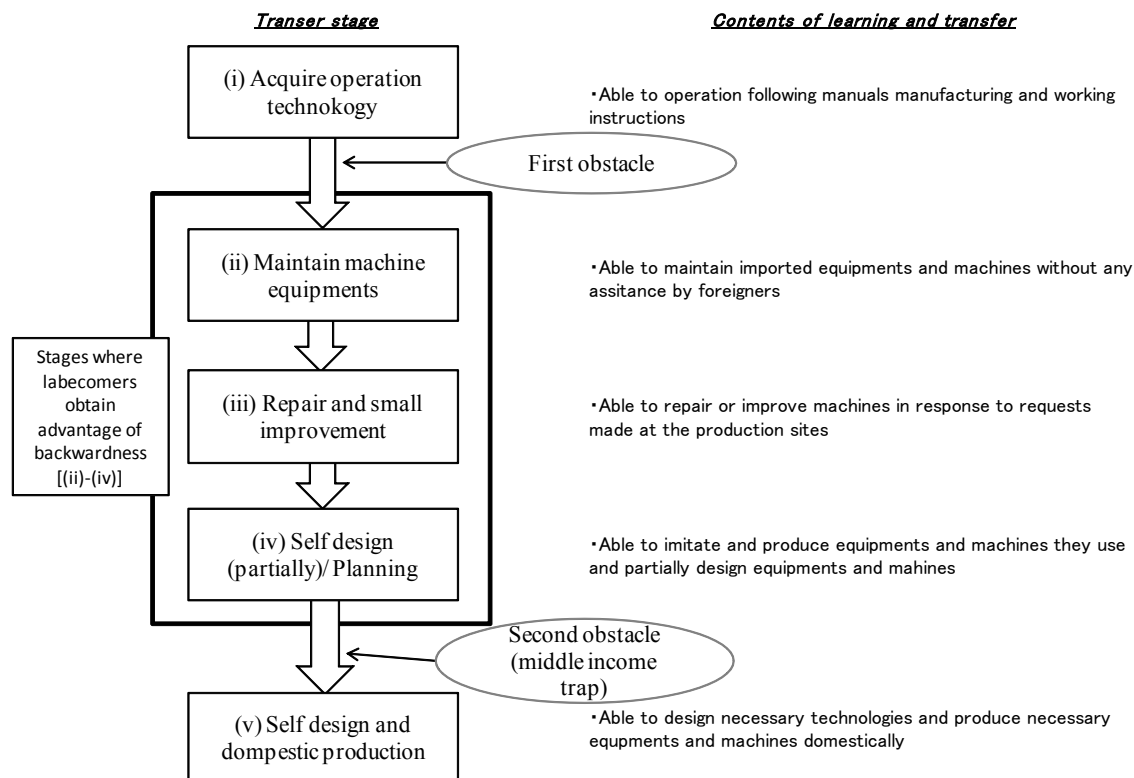 Transer stage
Contents of learning and transfer
(i) Acquire operation
technokogy
・Able to operation following manuals manufacturing and working
instructions
First obstacle
(ii) Maintain machine
equipments
・Able to maintain imported equipments and machines without any
assitance by foreigners
Stages where
labecomers
obtain
advantage of
backwardness
[(ii)-(iv)]
(iii) Repair and small
improvement
・Able to repair or improve machines in response to requests
made at the production sites
(iv) Self design
(partially)/ Planning
・Able to imitate and produce equipments and machines they use
and partially design equipments and mahines
Second obstacle
(middle income
trap)
(v) Self design and
dompestic production
・Able to design necessary technologies and produce necessary
equpments and machines domestically